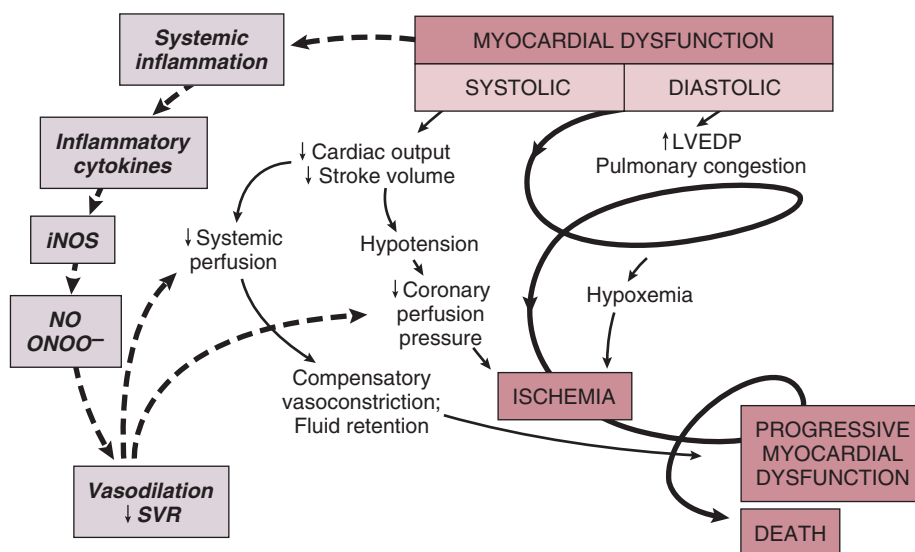 Systemic
inflammation
MYOCARDIAL DYSFUNCTION
SYSTOLIC
DIASTOLIC
Inflammatory
cytokines
↓ Cardiac output
↓ Stroke volume
↑LVEDP
Pulmonary congestion
iNOS
↓ Systemic
perfusion
Hypotension
NO
ONOO–
↓ Coronary
perfusion
pressure
Hypoxemia
Compensatory
vasoconstriction;
Fluid retention
ISCHEMIA
PROGRESSIVE
MYOCARDIAL
DYSFUNCTION
Vasodilation
↓ SVR
DEATH